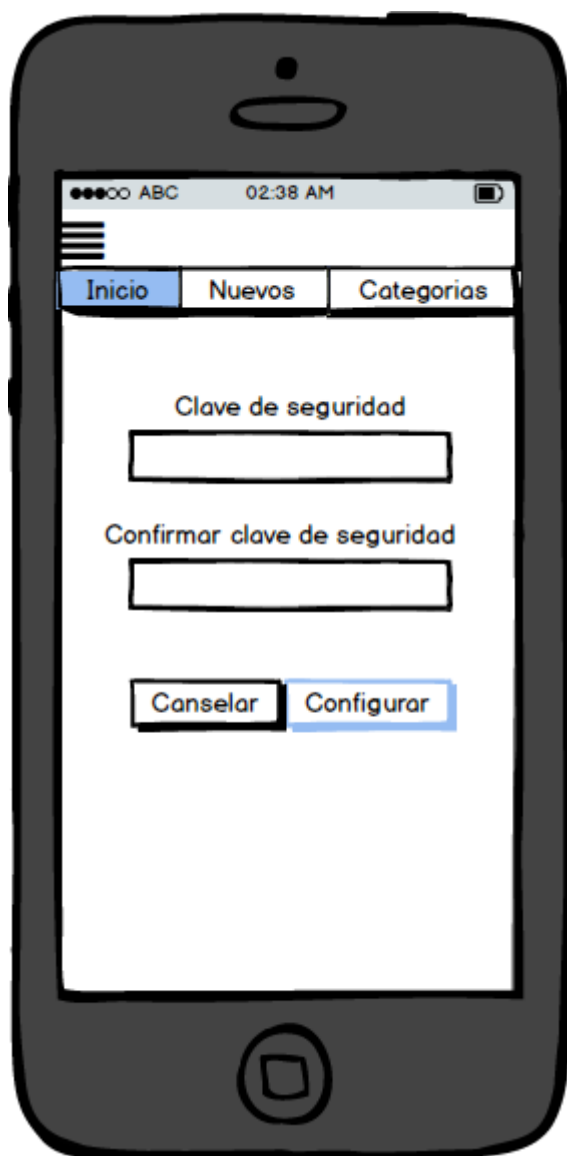 ABC 02:38 AM
Inicio Nuevos Categorias
Clave de seguridad
Confirmar clave de seguridad
Canselar Configurar